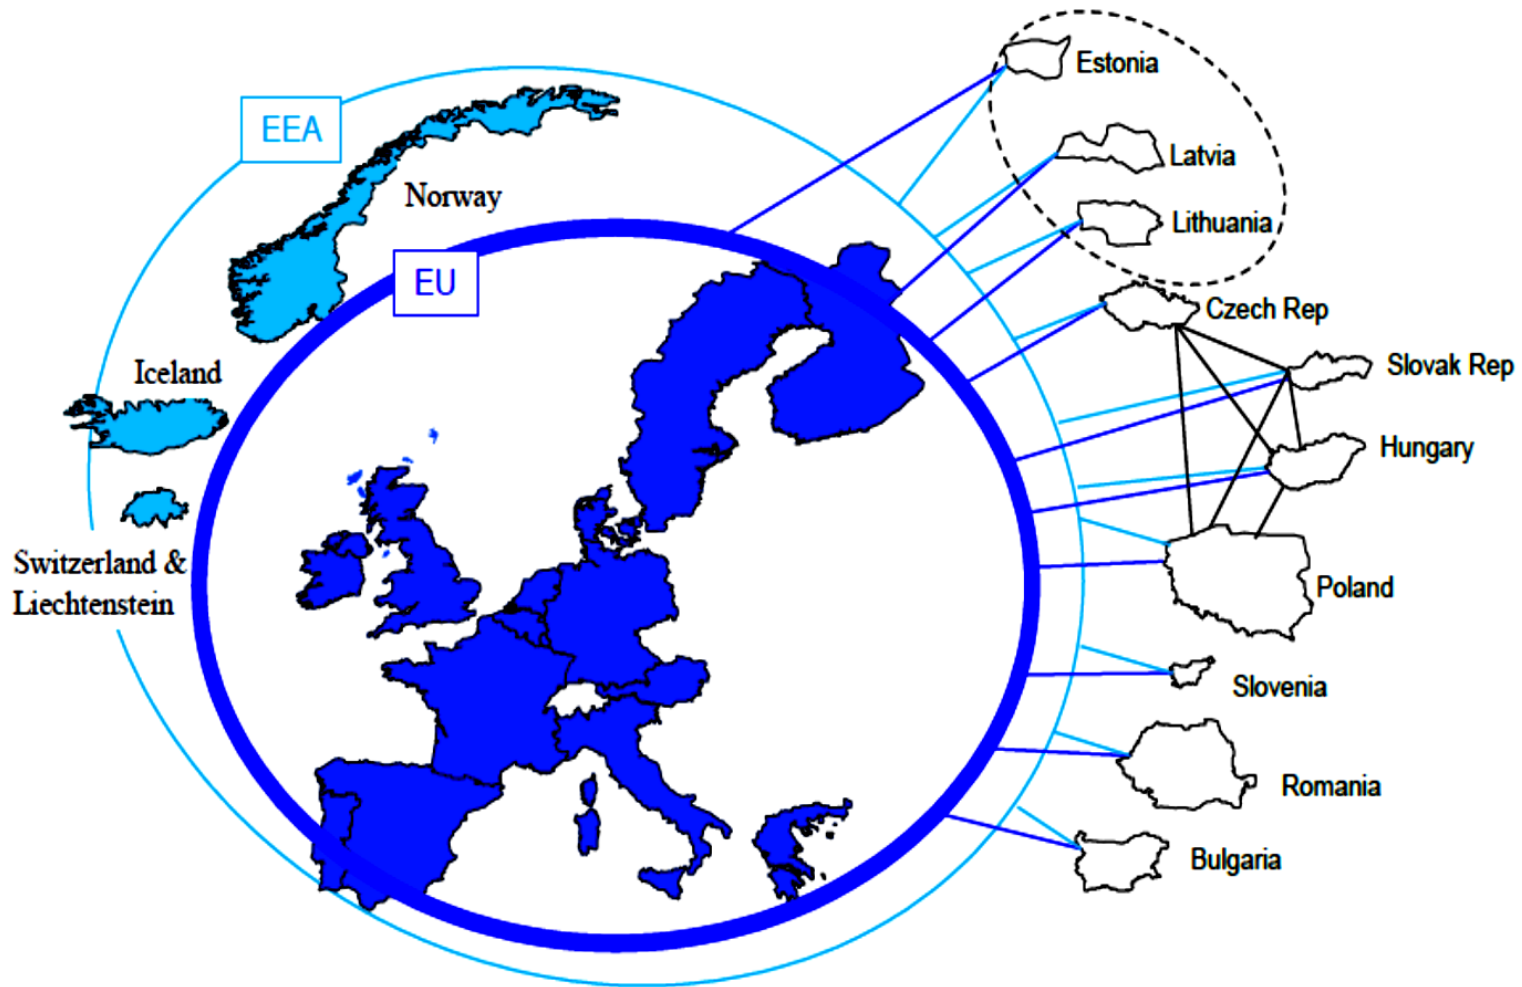 EEA
Norway
EU
Iceland
Switzerland &
Liechtenstein
Estonia
Latvia
Lithuania
Czech Rep
Slovak Rep
Hungary
Poland
Slovenia
Romania
Bulgaria